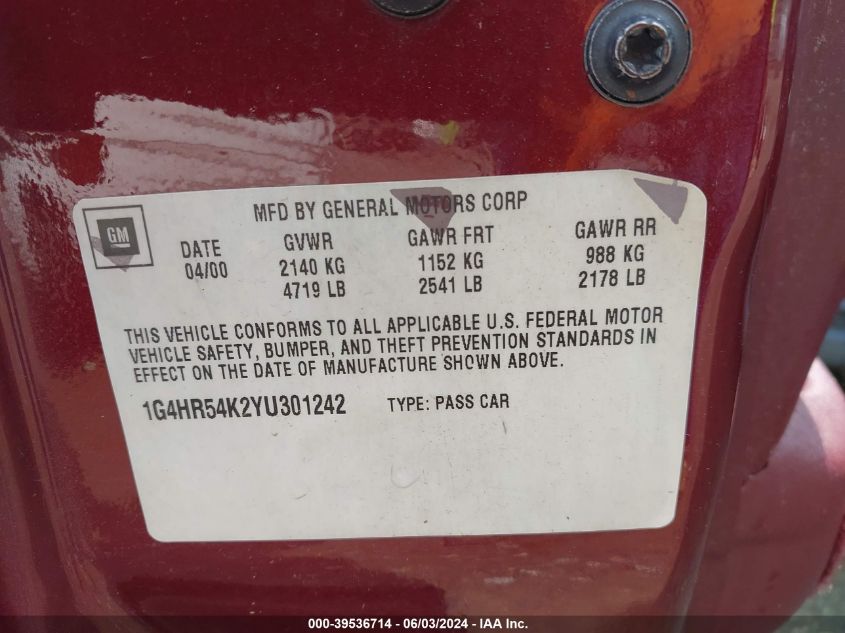 MFD BY GENERAL MOTORS CORP
GM
DATE GVWR GAWR FRT GAWR RR
04/00 2140 KG 1152 KG 988 KG
4719 LB 2541 LB 2178 LB
THIS VEHICLE CONFORMS TO ALL APPLICABLE U.S. FEDERAL MOTOR
VEHICLE SAFETY, BUMPER, AND THEFT PREVENTION STANDARDS IN
EFFECT ON THE DATE OF MANUFACTURE SHOWN ABOVE.
1G4HR54K2YU301242 TYPE: PASS CAR
000-39536714 - 06/03/2024 - IAA Inc.